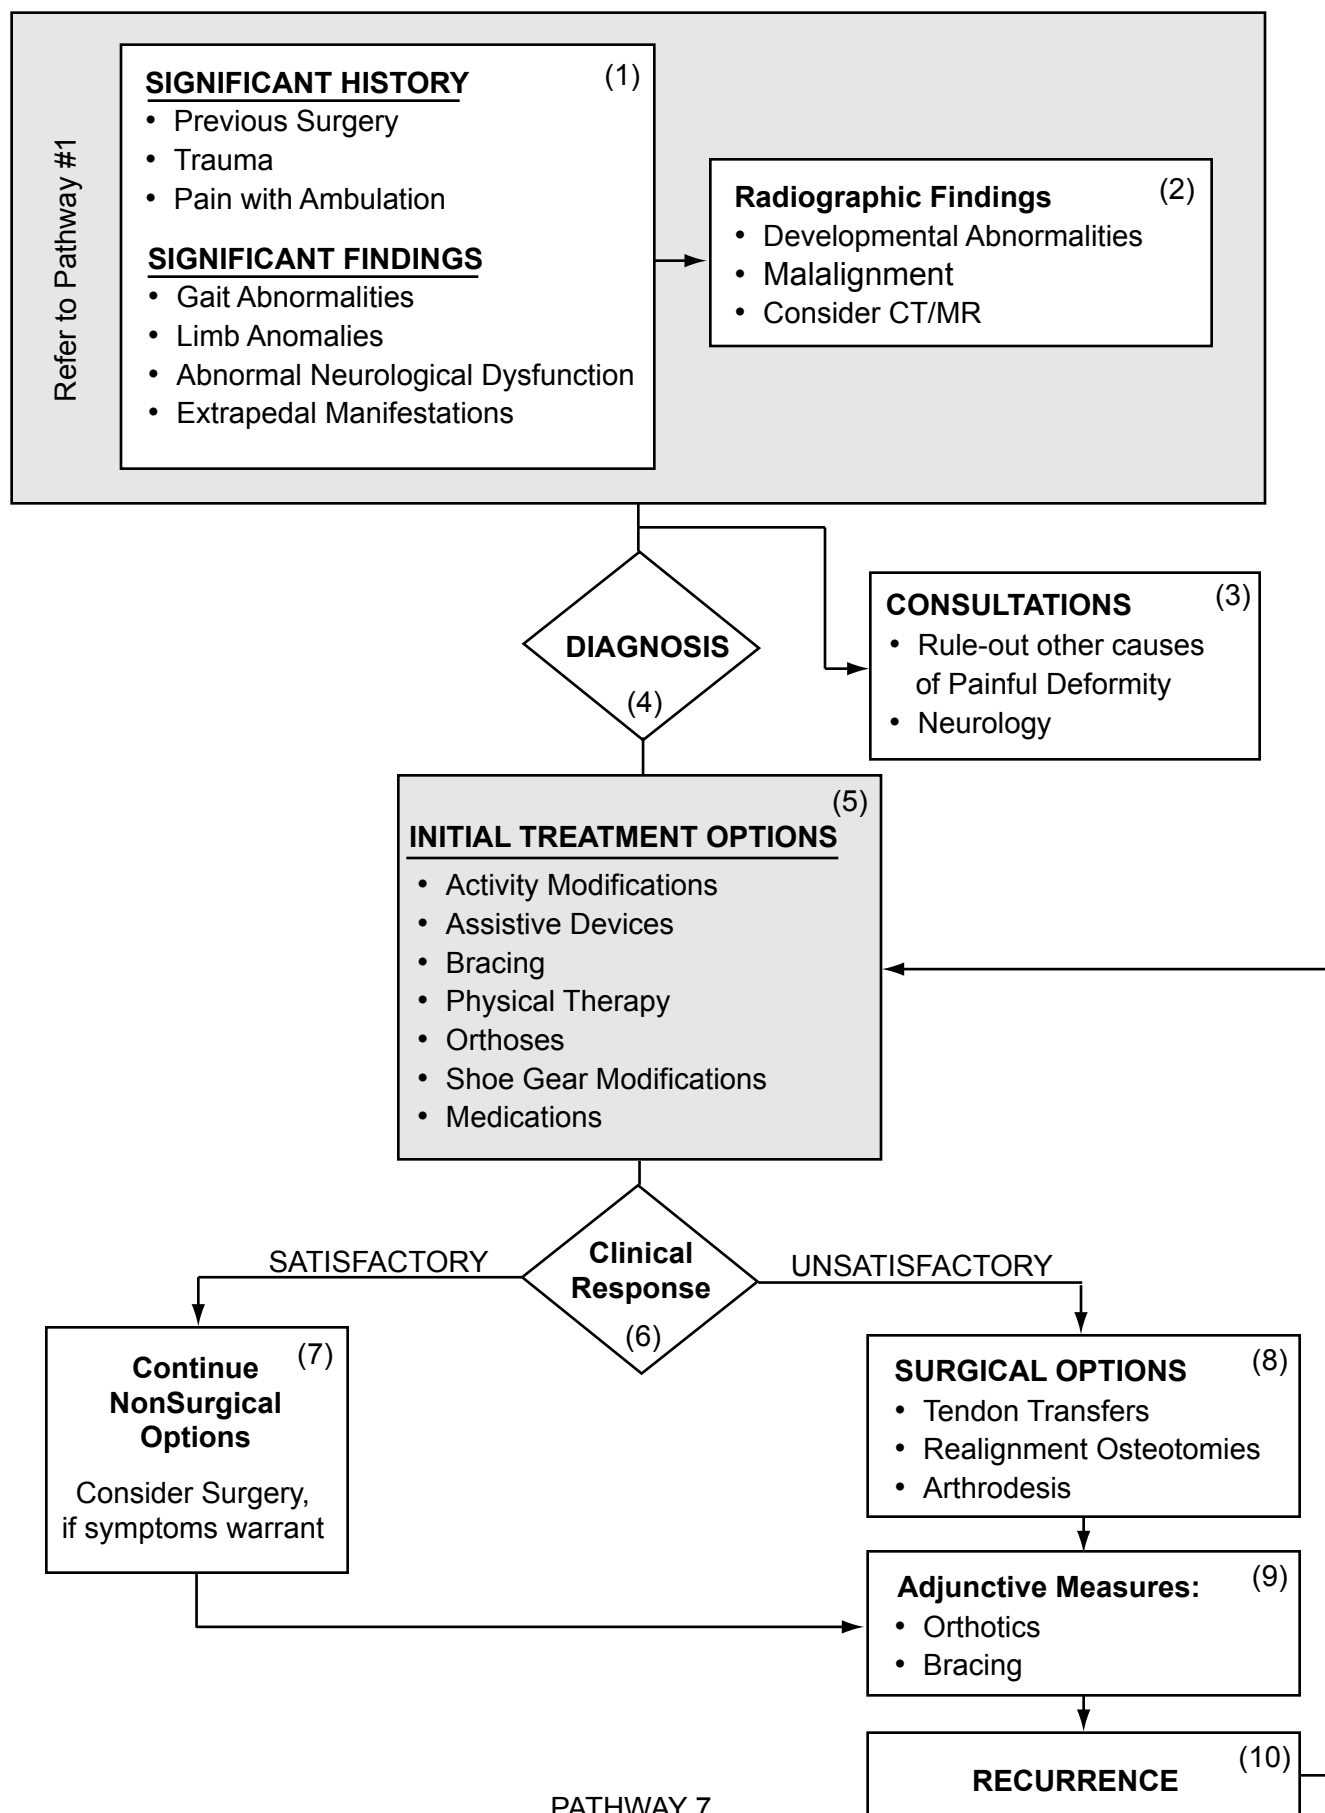 Refer to Pathway #1
(1)
SIGNIFICANT HISTORY
• Previous Surgery
• Trauma
• Pain with Ambulation
SIGNIFICANT FINDINGS
• Gait Abnormalities
• Limb Anomalies
• Abnormal Neurological Dysfunction
• Extrapedal Manifestations
(2)
Radiographic Findings
• Developmental Abnormalities
• Malalignment
• Consider CT/MR
(3)
CONSULTATIONS
• Rule-out other causes
of Painful Deformity
• Neurology
DIAGNOSIS
(4)
(5)
INITIAL TREATMENT OPTIONS
• Activity Modifications
• Assistive Devices
• Bracing
• Physical Therapy
• Orthoses
• Shoe Gear Modifications
• Medications
SATISFACTORY
Clinical
Response
(6)
UNSATISFACTORY
(7)
Continue
NonSurgical
Options
Consider Surgery,
if symptoms warrant
(8)
SURGICAL OPTIONS
• Tendon Transfers
• Realignment Osteotomies
• Arthrodesis
(9)
Adjunctive Measures:
• Orthotics
• Bracing
(10)
RECURRENCE
PATHWAY 7